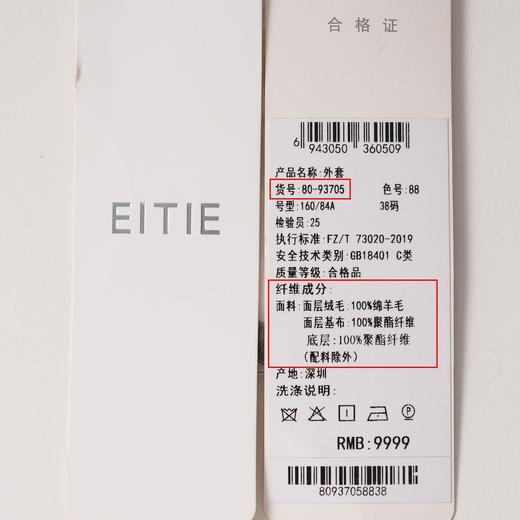 合格证
EITIE
6 943050 360509
产品名称:外套
货号:80-93705 色号:88
号型:160/84A 38码
检验员:25
执行标准:FZ/T 73020-2019
安全技术类别:GB18401 C类
质量等级:合格品
纤维成分:
面料:面层绒毛:100%绵羊毛
面层基布:100%聚酯纤维
底层:100%聚酯纤维
(配料除外)
产地:深圳
洗涤说明:
P
RMB:9999
80937058838